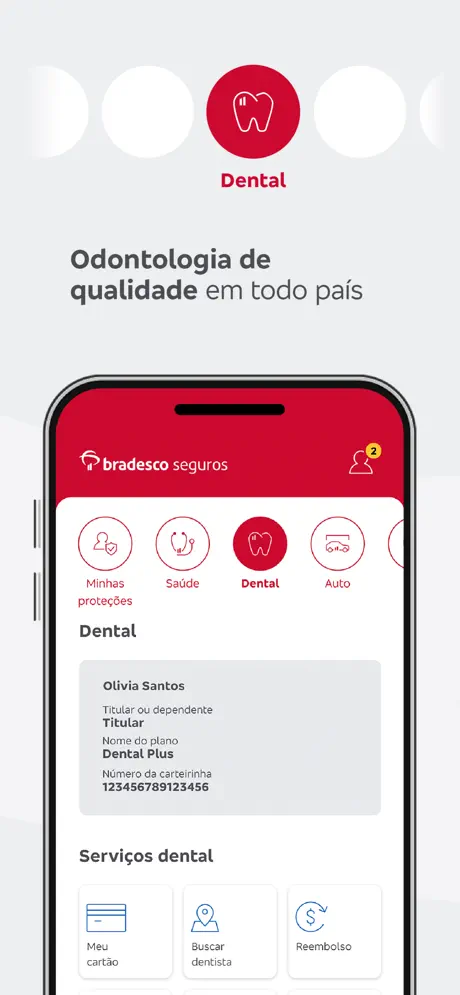 Dental
Odontologia de
qualidade em todo país
bradesco seguros
2
Minhas
proteções
Saúde
Dental
Auto
Dental
Olivia Santos
Titular ou dependente
Titular
Nome do plano
Dental Plus
Número da carteirinha
123456789123456
Serviços dental
Meu
cartão
Buscar
dentista
Reembolso